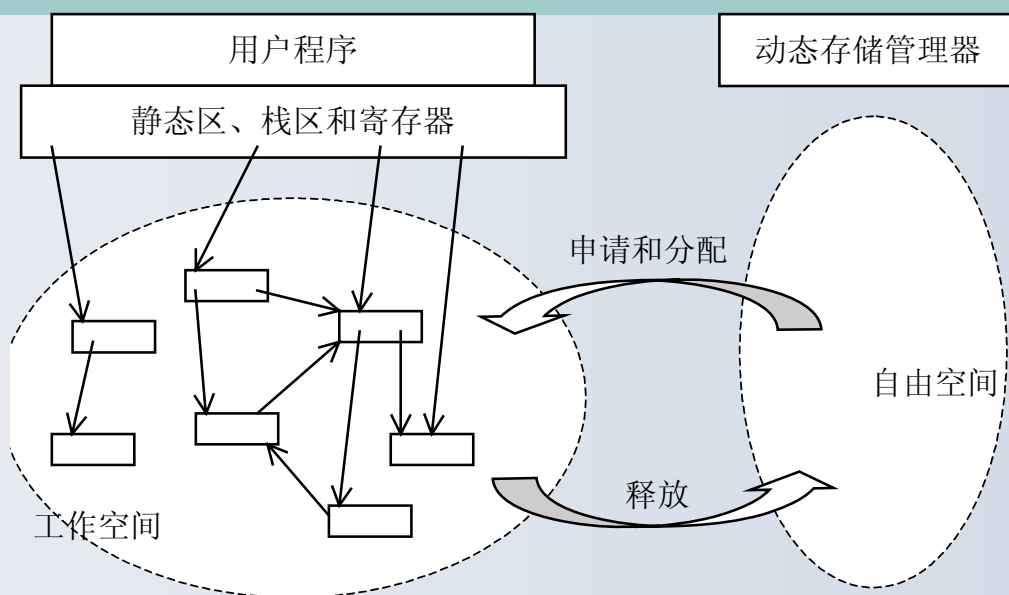 用户程序
动态存储管理器
静态区、栈区和寄存器
申请和分配
自由空间
释放
工作空间